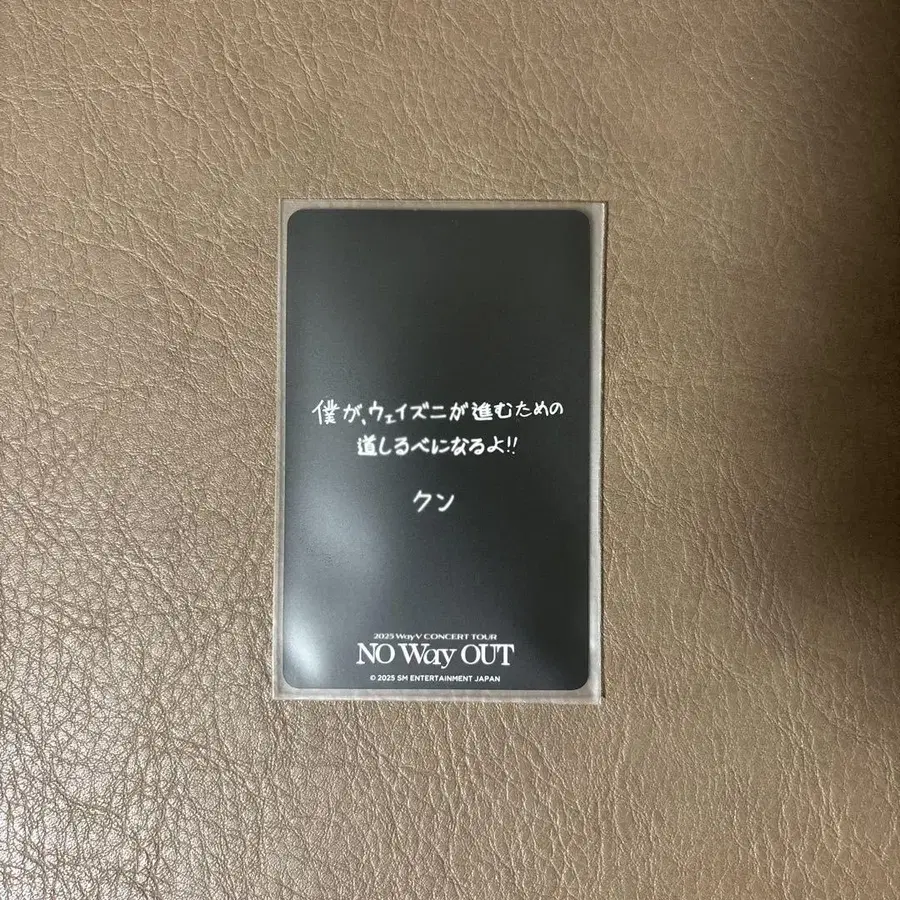 僕が、ウェイズニが進むための
道しるべになるよ!!
クン
2025 WayV CONCERT TOUR
NO Way OUT
© 2025 SM ENTERTAINMENT JAPAN